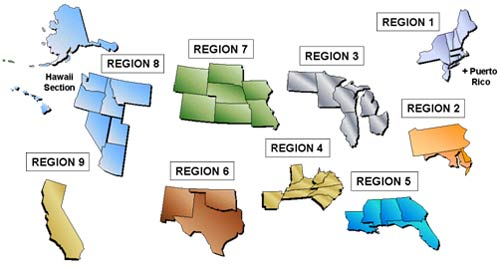 REGION 1
REGION 7
REGION 3
REGION 8
Hawaii
Section
+ Puerto
Rico
REGION 2
REGION 4
REGION 9
REGION 6
REGION 5